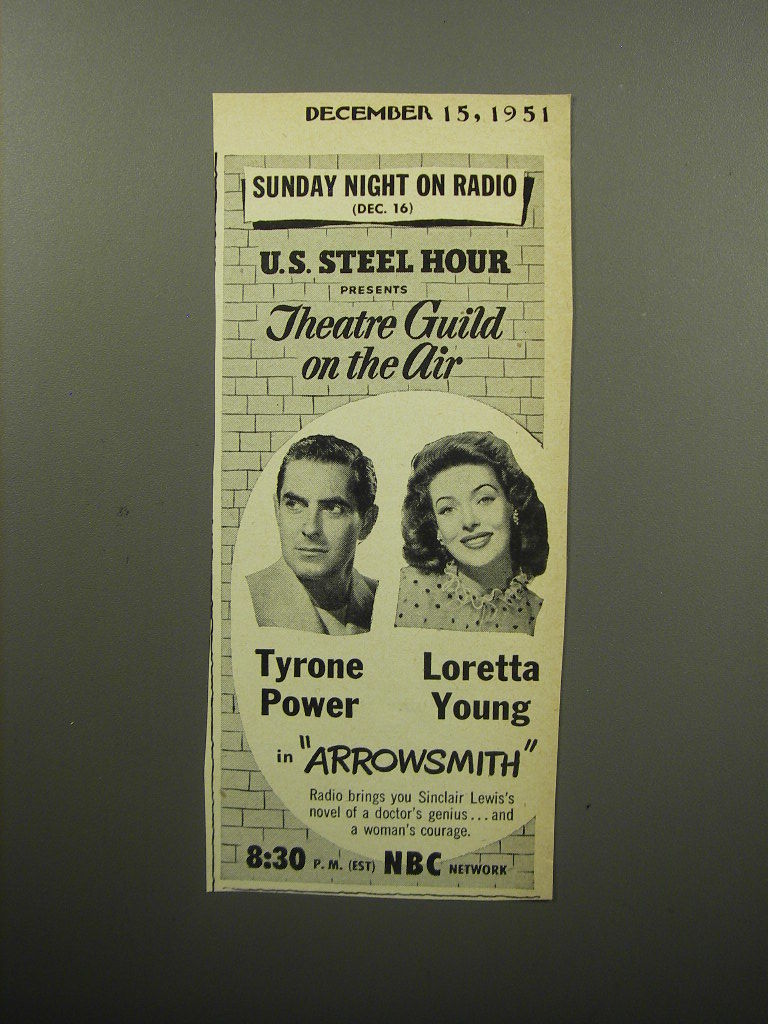 DECEMBER 15, 1951
SUNDAY NIGHT ON RADIO
(DEC. 16)
U.S. STEEL HOUR
PRESENTS
Theatre Guild
on the Air
Tyrone
Power
Loretta
Young
in "ARROWSMITH"
Radio brings you Sinclair Lewis's
novel of a doctor's genius...and
a woman's courage.
8:30 P.M. (EST) NBC NETWORK